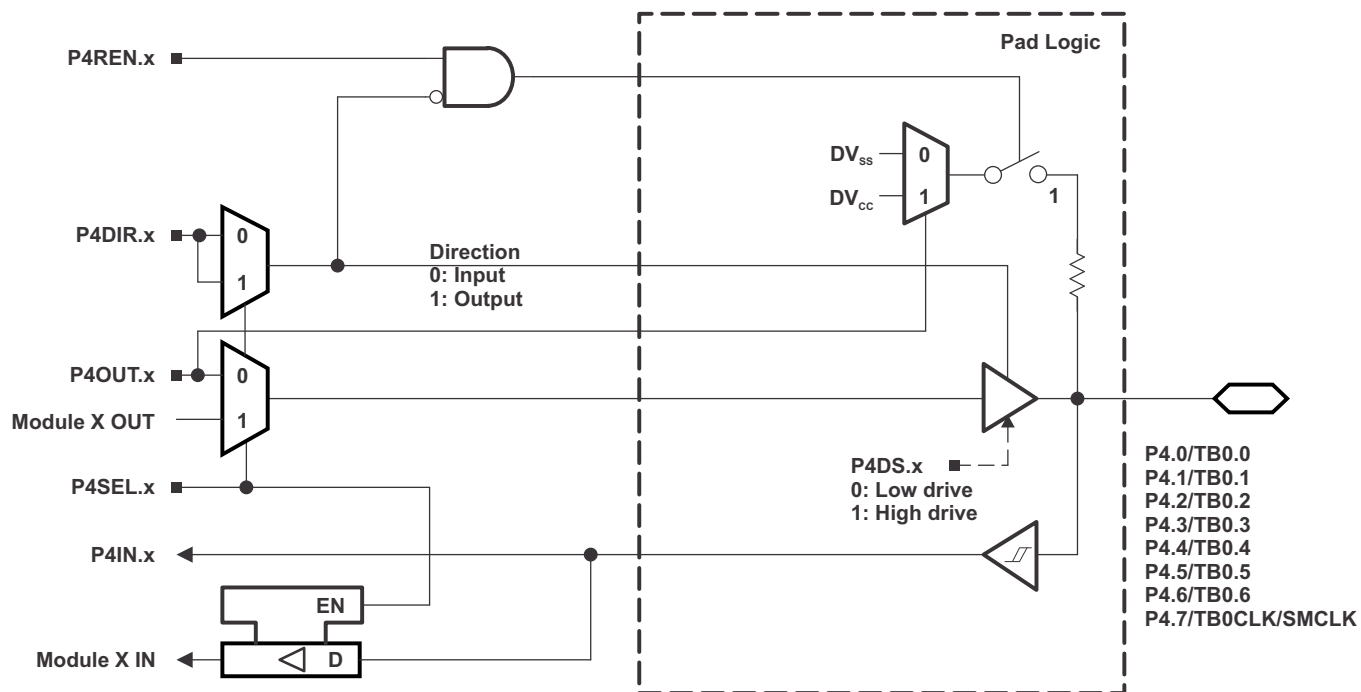 Pad Logic
P4REN.x
DVSS
0
DVCC
1
1
P4DIR.x
0
1
Direction
0: Input
1: Output
P4OUT.x
0
Module X OUT
1
P4DS.x
0: Low drive
1: High drive
P4SEL.x
P4IN.x
EN
Module X IN
D
P4.0/TB0.0
P4.1/TB0.1
P4.2/TB0.2
P4.3/TB0.3
P4.4/TB0.4
P4.5/TB0.5
P4.6/TB0.6
P4.7/TB0CLK/SMCLK